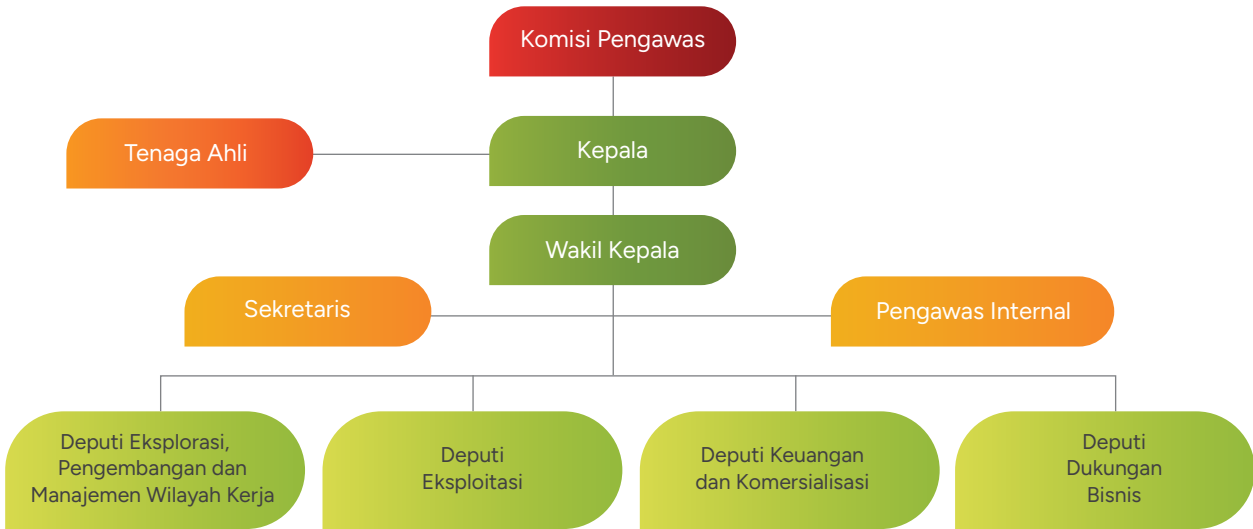 Komisi Pengawas
Tenaga Ahli
Kepala
Wakil Kepala
Sekretaris
Pengawas Internal
Deputi Eksplorasi,
Pengembangan dan
Manajemen Wilayah Kerja
Deputi
Eksploitasi
Deputi Keuangan
dan Komersialisasi
Deputi
Dukungan
Bisnis